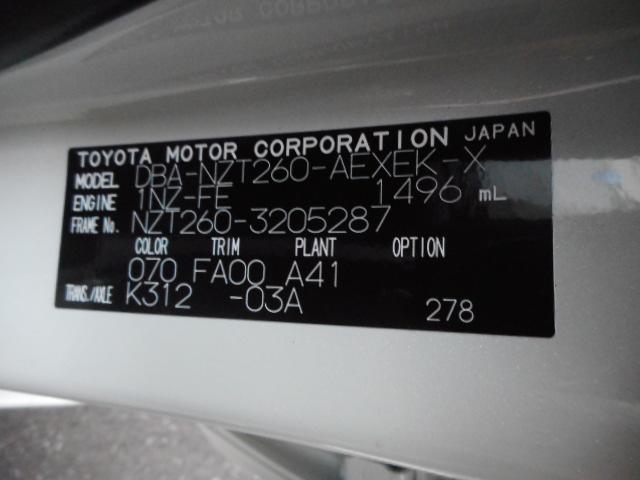 TOYOTA MOTOR CORPORATION JAPAN
MODEL DBA-NZT260-AEXEK-X
ENGINE 1NZ-FE 1496 mL
FRAME No. NZT260-3205287
COLOR TRIM PLANT OPTION
070 FA00 A41
TRANS./AXLE K312 -03A 278